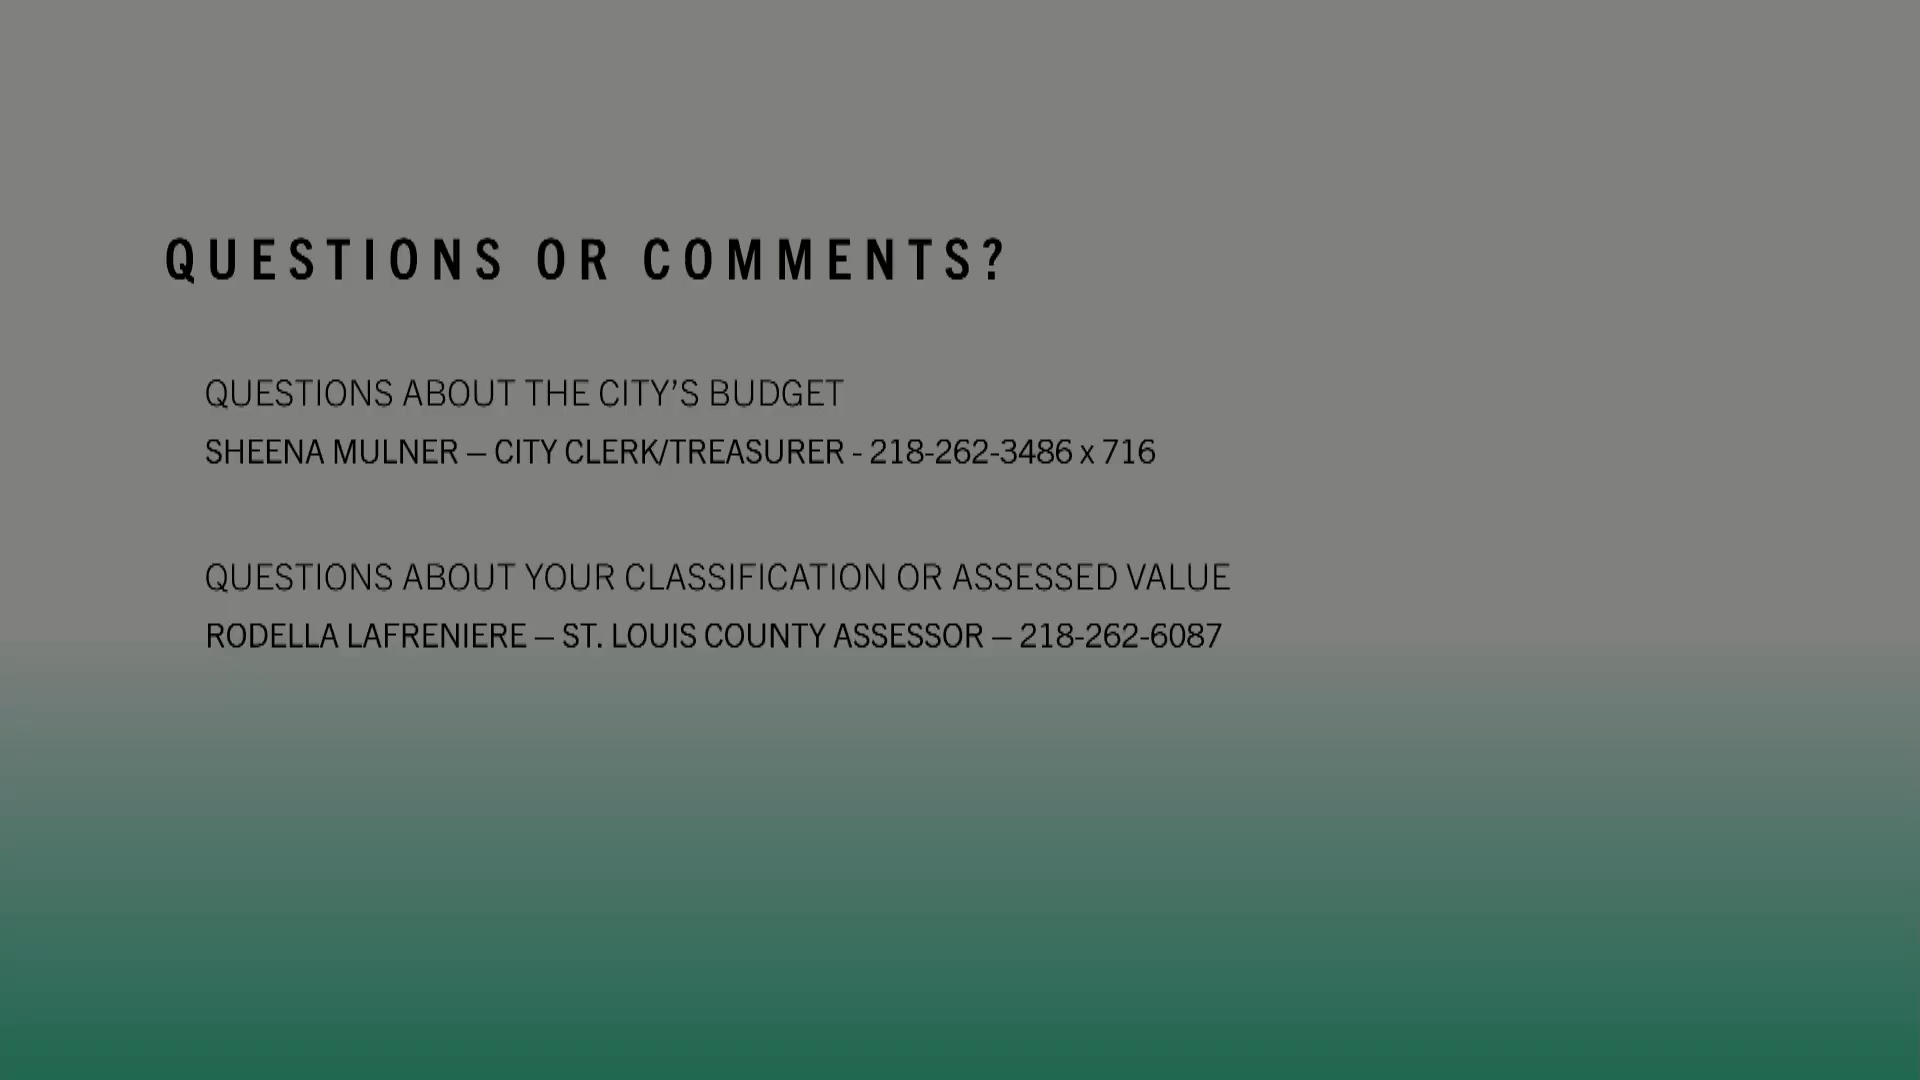 QUESTIONS OR COMMENTS?
QUESTIONS ABOUT THE CITY’S BUDGET
SHEENA MULNER – CITY CLERK/TREASURER - 218-262-3486 x 716
QUESTIONS ABOUT YOUR CLASSIFICATION OR ASSESSED VALUE
RODELLA LAFRENIERE – ST. LOUIS COUNTY ASSESSOR – 218-262-6087